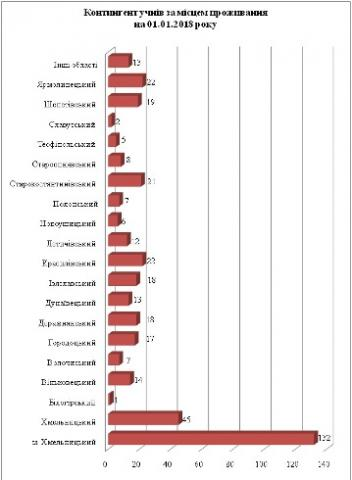 Контингент учнів за місцем проживання
на 01.01.2018 року
Інші області 13
Ярмолинецький 22
Шепетівський 19
Славутський 2
Теофіпольський 5
Старосинявський 8
Старокостянтинівський 21
Полонський 7
Новоушицький 6
Летичівський 12
Красилівський 22
Ізяславський 18
Дунаєвецький 13
Деражнянський 18
Городоцький 17
Волочиський 7
Віньковецький 14
Білогірський 1
Хмельницький 45
м. Хмельницький 132
0 20 40 60 80 100 120 140